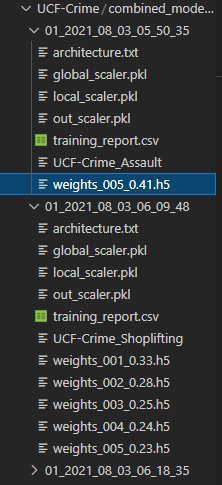 UCF-Crime/combined_mode...
01_2021_08_03_05_50_35
architecture.txt
global_scaler.pkl
local_scaler.pkl
out_scaler.pkl
training_report.csv
UCF-Crime_Assault
weights_005_0.41.h5
01_2021_08_03_06_09_48
architecture.txt
global_scaler.pkl
local_scaler.pkl
out_scaler.pkl
training_report.csv
UCF-Crime_Shoplifting
weights_001_0.33.h5
weights_002_0.28.h5
weights_003_0.25.h5
weights_004_0.24.h5
weights_005_0.23.h5
01_2021_08_03_06_18_35